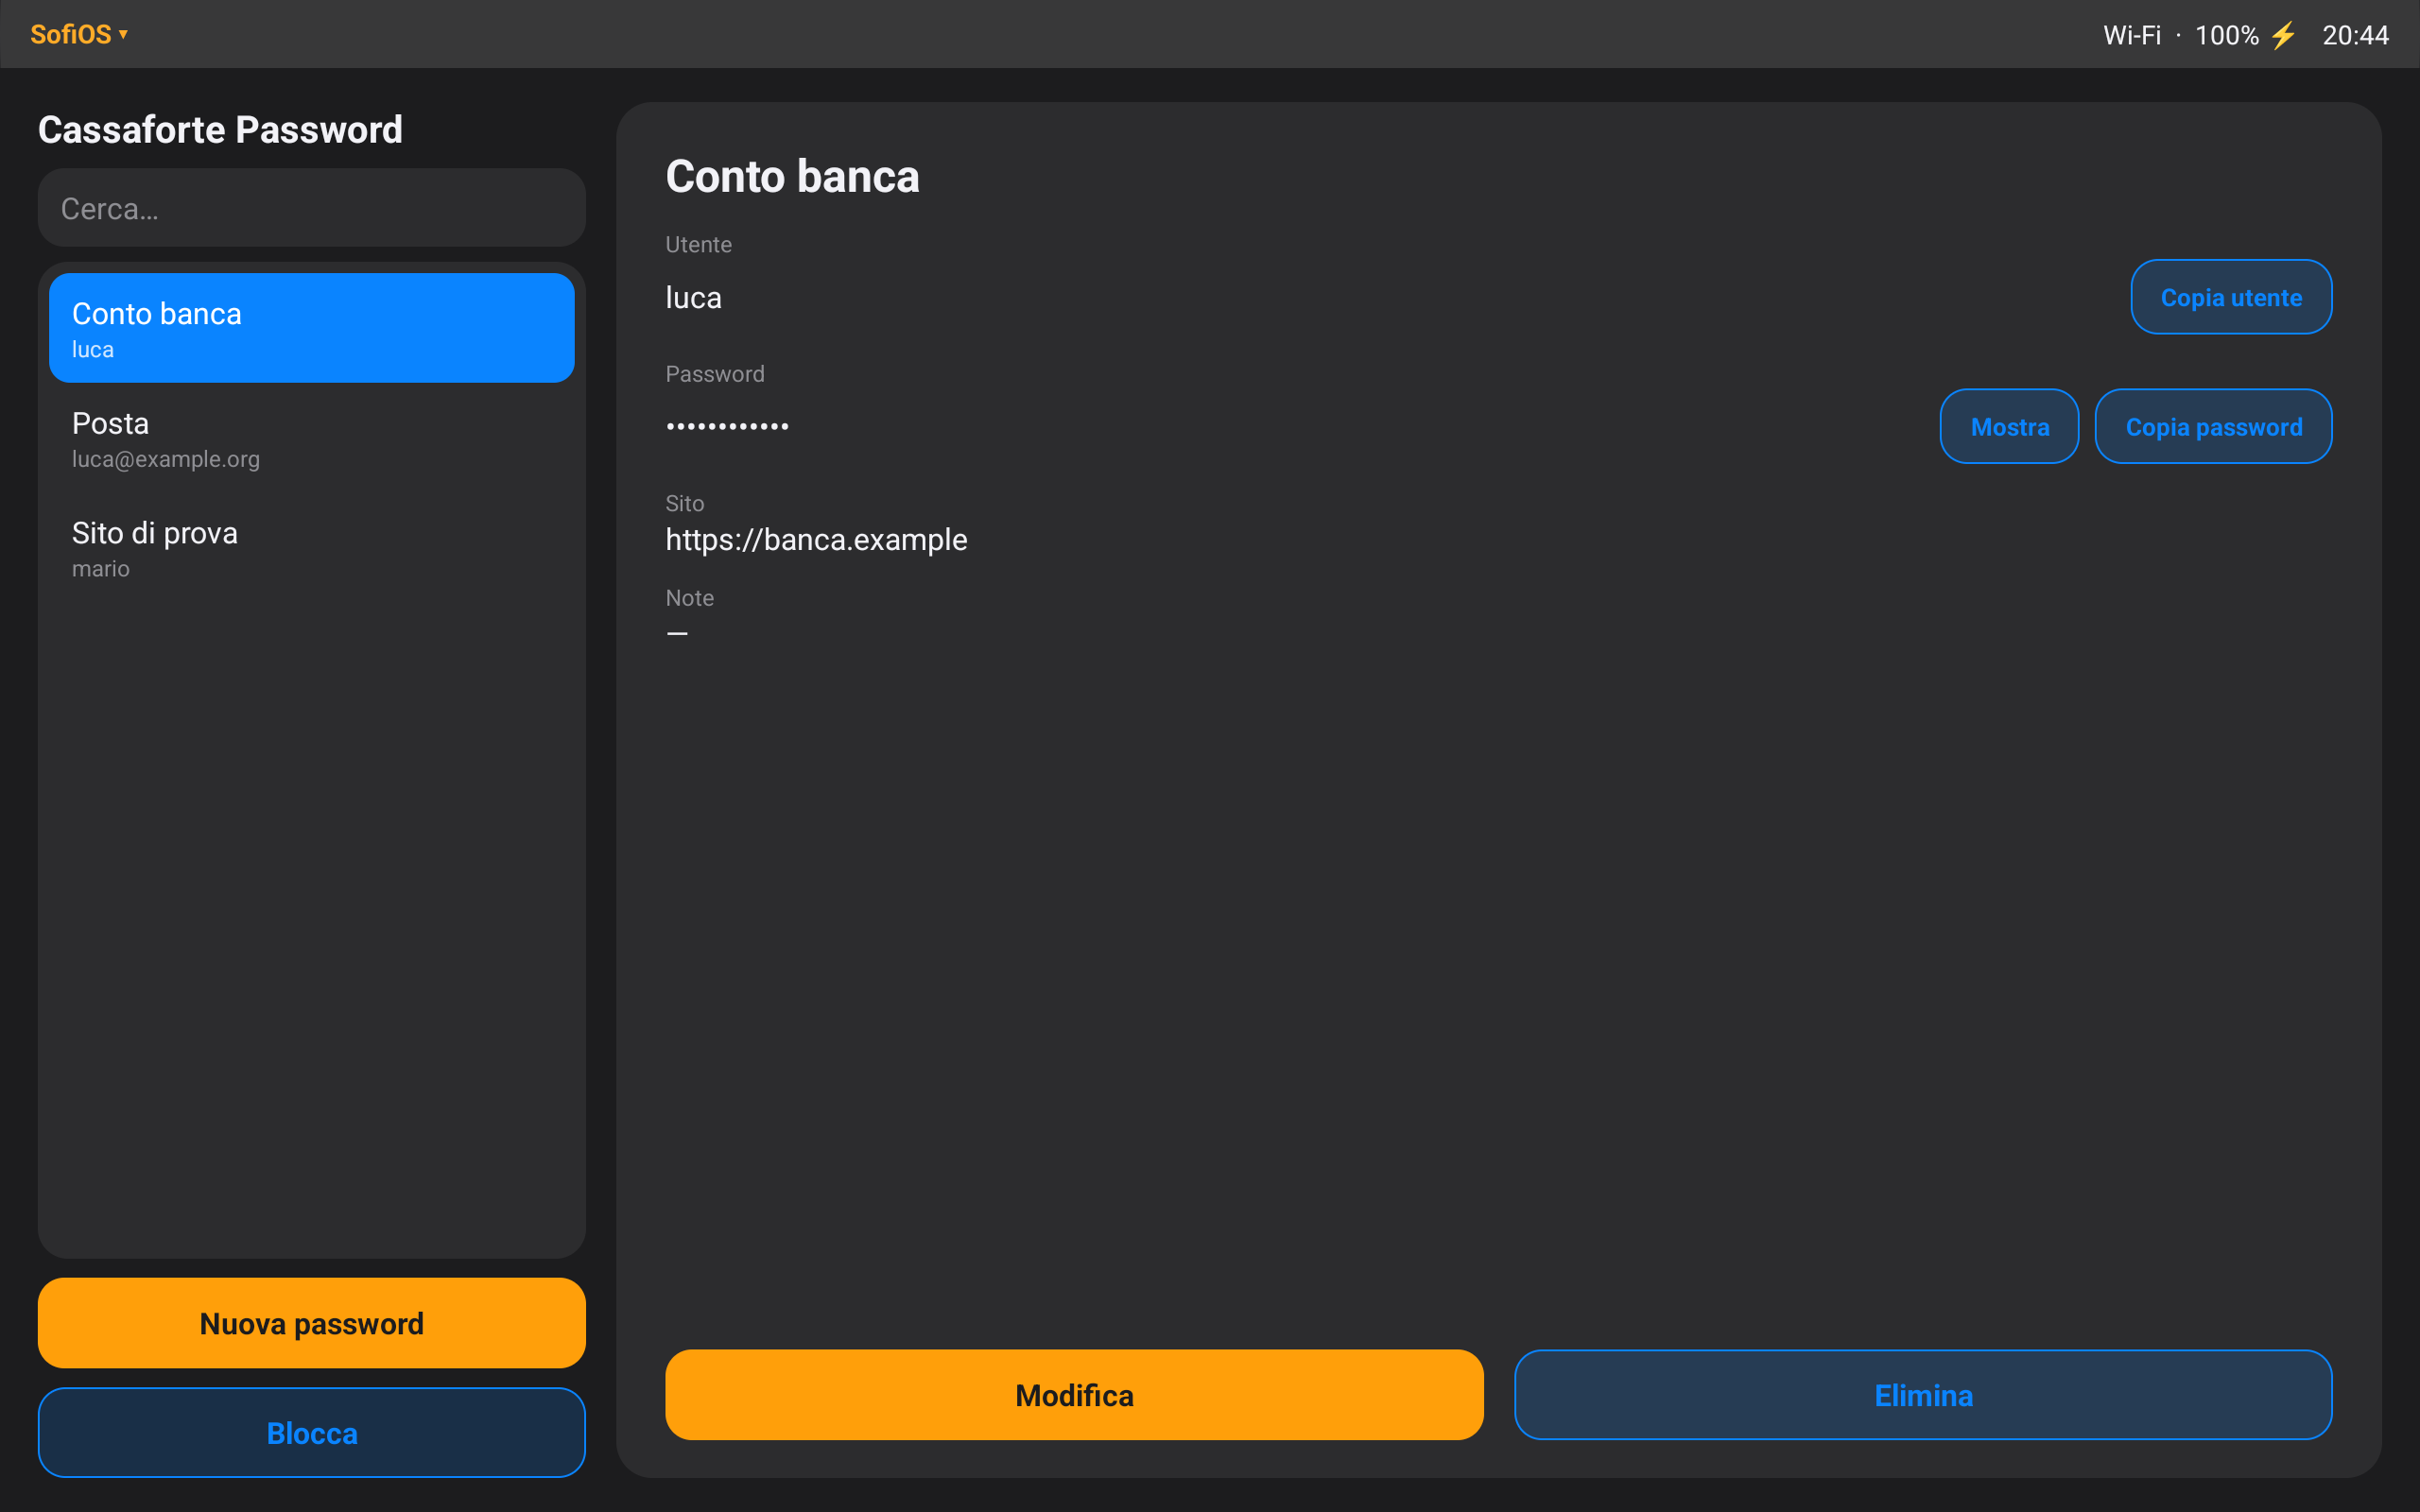 SofiOS ▾
Wi-Fi · 100% ⚡ 20:44
Cassaforte Password
Cerca...
Conto banca
luca
Posta
luca@example.org
Sito di prova
mario
Nuova password
Blocca
Conto banca
Utente
luca
Copia utente
Password
••••••••••••
Mostra
Copia password
Sito
https://banca.example
Note
—
Modifica
Elimina